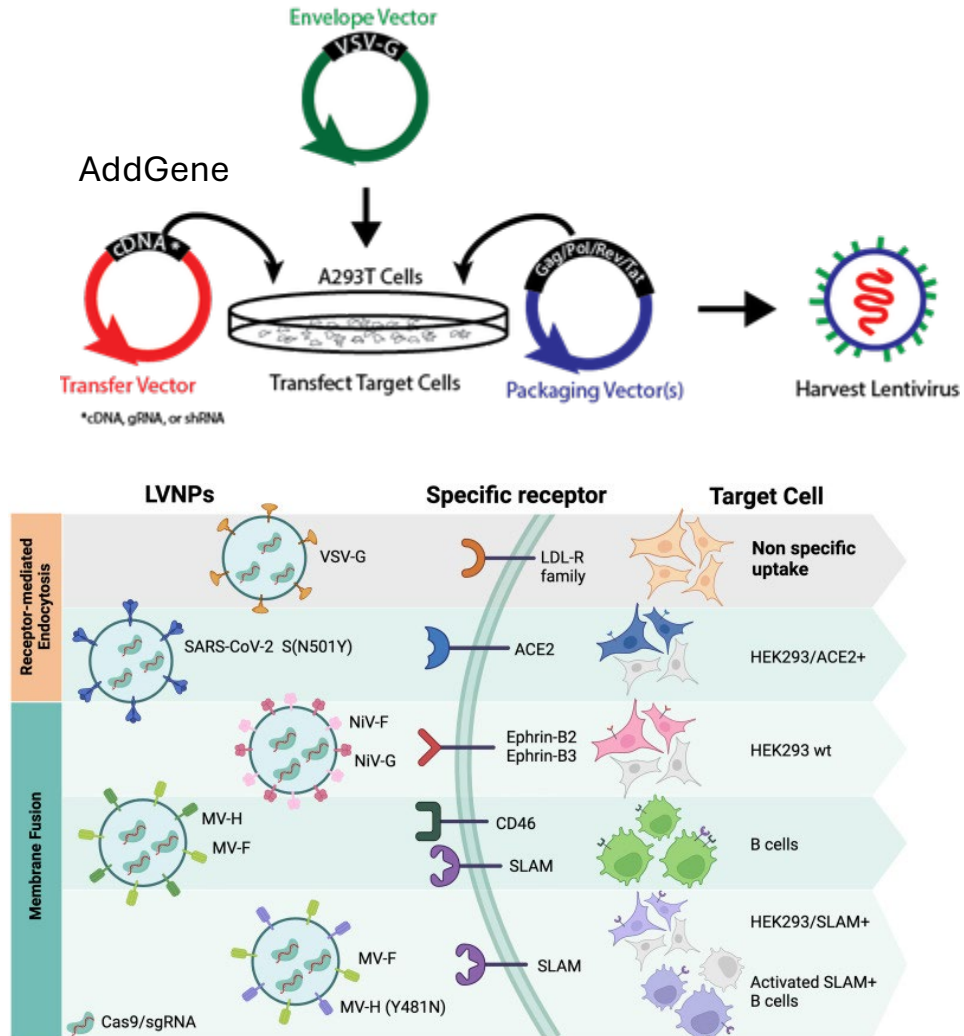 Envelope Vector
VSV-G
AddGene
cDNA*
A293T Cells
Gag/Pol/Rev/Tat
Transfer Vector
*cDNA, gRNA, or shRNA
Transfect Target Cells
Packaging Vector(s)
Harvest Lentivirus
LVNPs
Specific receptor
Target Cell
Receptor-mediated
Endocytosis
VSV-G
LDL-R
family
Non specific
uptake
SARS-CoV-2 S(N501Y)
ACE2
HEK293/ACE2+
Membrane Fusion
NiV-F
NiV-G
Ephrin-B2
Ephrin-B3
HEK293 wt
MV-H
MV-F
CD46
SLAM
B cells
MV-F
MV-H (Y481N)
SLAM
HEK293/SLAM+
Activated SLAM+
B cells
Cas9/sgRNA